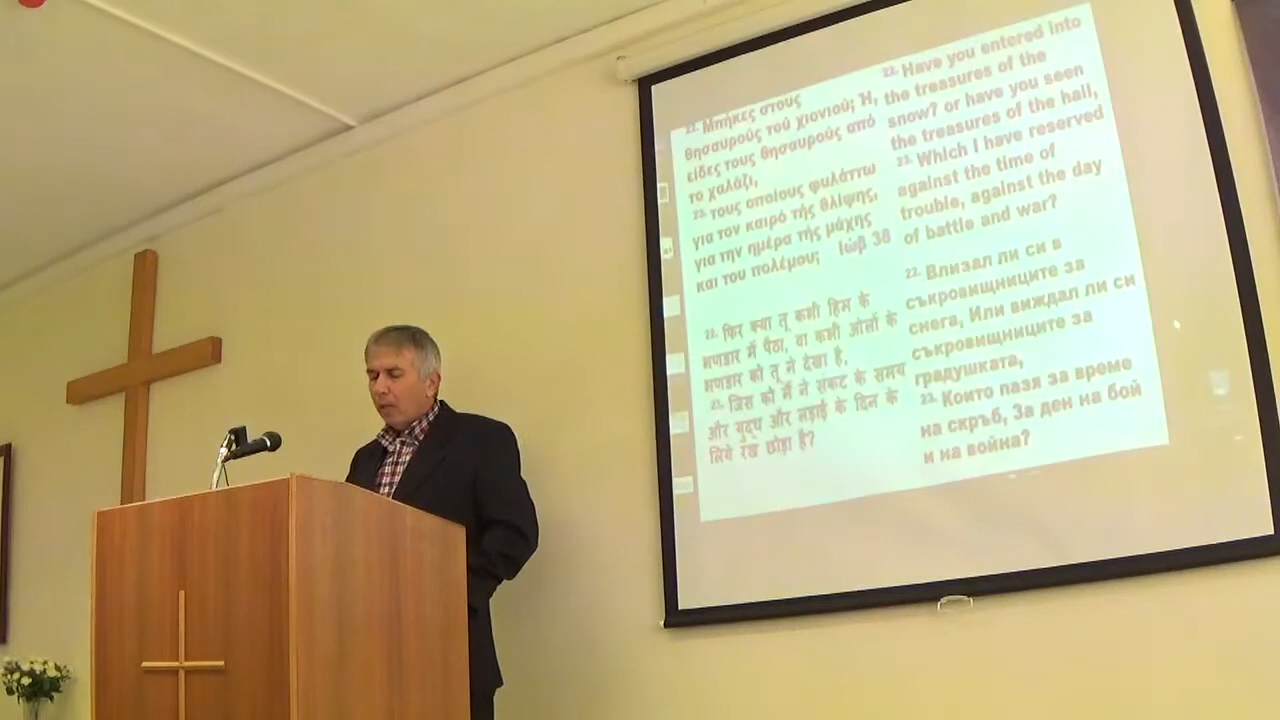 22. Μπήκες στους
θησαυρούς τού χιονιού; Ή,
είδες τους θησαυρούς από
το χαλάζι,
23. τους οποίους φυλάττω
για τον καιρό τής θλίψης,
για την ημέρα τής μάχης
και του πολέμου; Ιώβ 38
22. Have you entered into
the treasures of the
snow? or have you seen
the treasures of the hail,
23. Which I have reserved
against the time of
trouble, against the day
of battle and war?
22. फिर क्या तू कभी हिम के
भणडार में पैठा, वा कभी ओलों के
भणडार को तू ने देखा है,
23. जिस को मैं ने संकट के समय
और युद्ध और लड़ाई के दिन के
लिये रख छोड़ा है?
22. Влизал ли си в
съкровищниците за
снега, Или виждал ли си
съкровищниците за
градушката,
23. Които пазя за време
на скръб, За ден на бой
и на война?